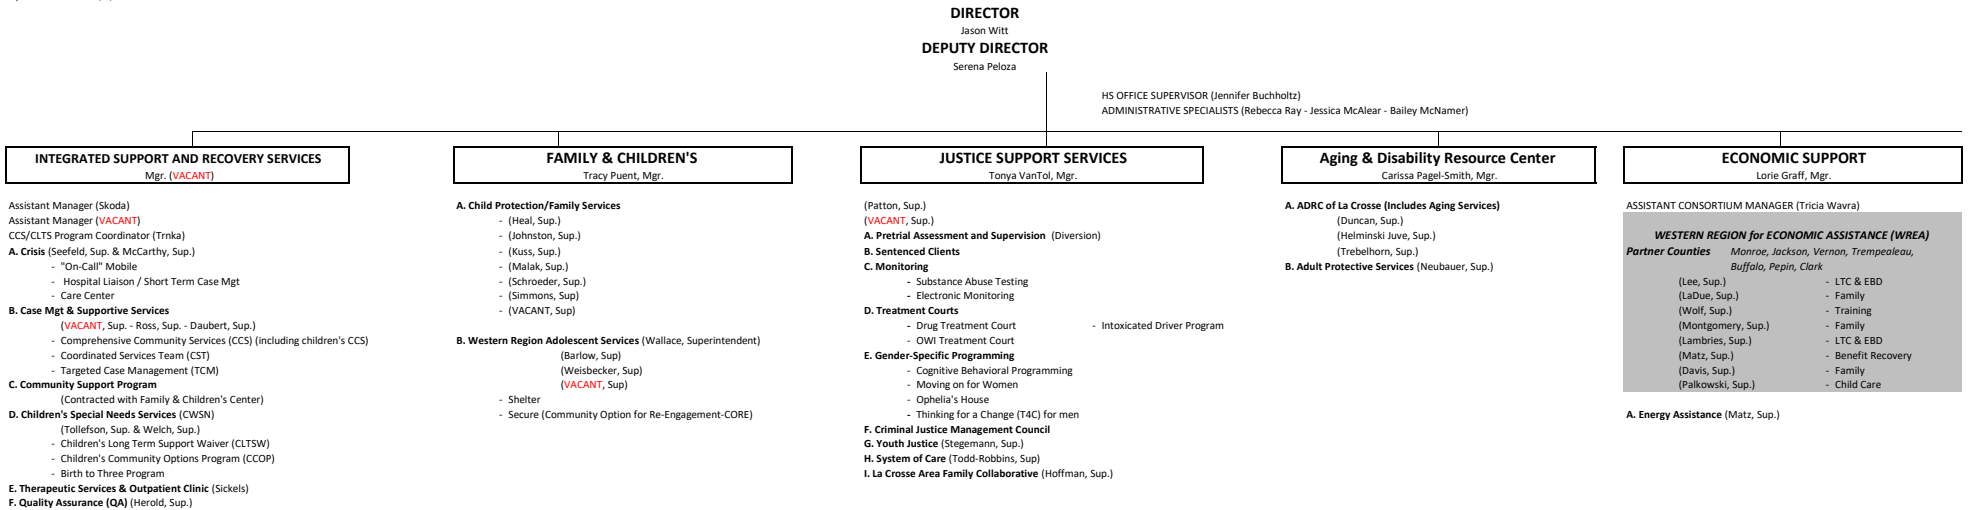 DIRECTOR
Jason Witt
DEPUTY DIRECTOR
Serena Peloza
HS OFFICE SUPERVISOR (Jennifer Buchholtz)
ADMINISTRATIVE SPECIALISTS (Rebecca Ray - Jessica McAlear - Bailey McNamer)
INTEGRATED SUPPORT AND RECOVERY SERVICES
Mgr. (VACANT)
Assistant Manager (Skoda)
Assistant Manager (VACANT)
CCS/CLTS Program Coordinator (Trnka)
A. Crisis (Seefeld, Sup. & McCarthy, Sup.)
- "On-Call" Mobile
- Hospital Liaison / Short Term Case Mgt
- Care Center
B. Case Mgt & Supportive Services
(VACANT, Sup. - Ross, Sup. - Daubert, Sup.)
- Comprehensive Community Services (CCS) (including children's CCS)
- Coordinated Services Team (CST)
- Targeted Case Management (TCM)
C. Community Support Program
(Contracted with Family & Children's Center)
D. Children's Special Needs Services (CWSN)
(Tollefson, Sup. & Welch, Sup.)
- Children's Long Term Support Waiver (CLTSW)
- Children's Community Options Program (CCOP)
- Birth to Three Program
E. Therapeutic Services & Outpatient Clinic (Sickels)
F. Quality Assurance (QA) (Herold, Sup.)
FAMILY & CHILDREN'S
Tracy Puent, Mgr.
A. Child Protection/Family Services
- (Heal, Sup.)
- (Johnston, Sup.)
- (Kuss, Sup.)
- (Malak, Sup.)
- (Schroeder, Sup.)
- (Simmons, Sup)
- (VACANT, Sup)
B. Western Region Adolescent Services (Wallace, Superintendent)
(Barlow, Sup)
(Weisbecker, Sup)
(VACANT, Sup)
- Shelter
- Secure (Community Option for Re-Engagement-CORE)
JUSTICE SUPPORT SERVICES
Tonya VanTol, Mgr.
(Patton, Sup.)
(VACANT, Sup.)
A. Pretrial Assessment and Supervision (Diversion)
B. Sentenced Clients
C. Monitoring
- Substance Abuse Testing
- Electronic Monitoring
D. Treatment Courts
- Drug Treatment Court - Intoxicated Driver Program
- OWI Treatment Court
E. Gender-Specific Programming
- Cognitive Behavioral Programming
- Moving on for Women
- Ophelia's House
- Thinking for a Change (T4C) for men
F. Criminal Justice Management Council
G. Youth Justice (Stegemann, Sup.)
H. System of Care (Todd-Robbins, Sup)
I. La Crosse Area Family Collaborative (Hoffman, Sup.)
Aging & Disability Resource Center
Carissa Pagel-Smith, Mgr.
A. ADRC of La Crosse (Includes Aging Services)
(Duncan, Sup.)
(Helminski Juve, Sup.)
(Trebelhorn, Sup.)
B. Adult Protective Services (Neubauer, Sup.)
ECONOMIC SUPPORT
Lorie Graff, Mgr.
ASSISTANT CONSORTIUM MANAGER (Tricia Wavra)
WESTERN REGION for ECONOMIC ASSISTANCE (WREA)
Partner Counties Monroe, Jackson, Vernon, Trempealeau,
Buffalo, Pepin, Clark
(Lee, Sup.) - LTC & EBD
(LaDue, Sup.) - Family
(Wolf, Sup.) - Training
(Montgomery, Sup.) - Family
(Lambries, Sup.) - LTC & EBD
(Matz, Sup.) - Benefit Recovery
(Davis, Sup.) - Family
(Palkowski, Sup.) - Child Care
A. Energy Assistance (Matz, Sup.)